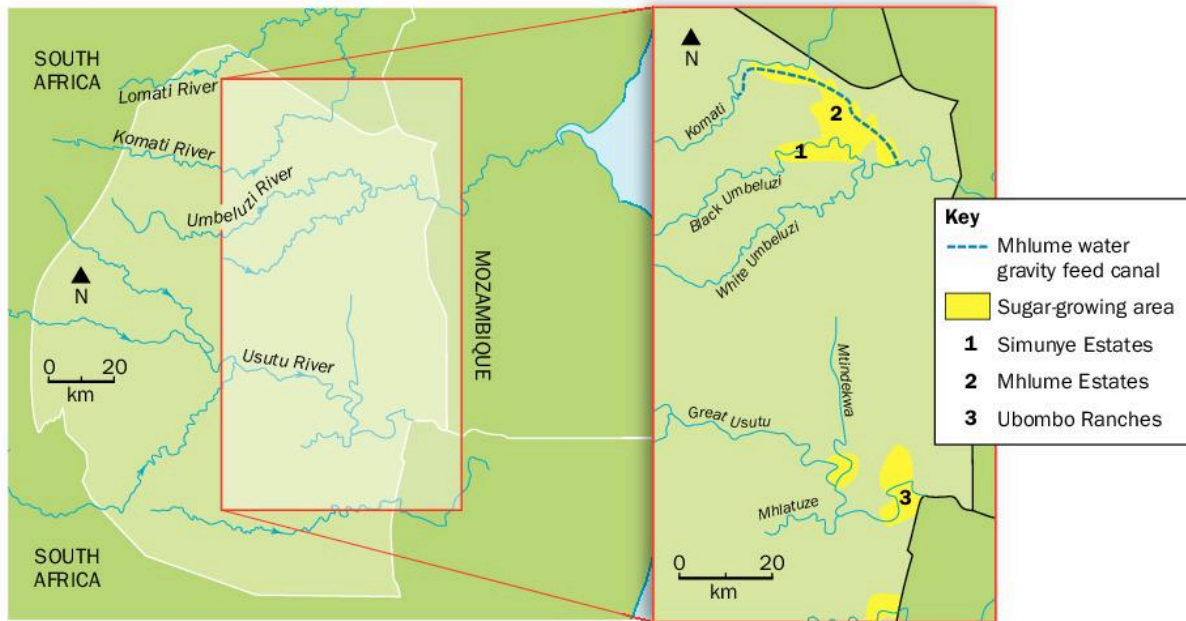 SOUTH
AFRICA
Lomati River
Komati River
Umbeluzi River
N
0 20
km
Usutu River
MOZAMBIQUE
SOUTH
AFRICA
N
Komati
2
1
Black Umbeluzi
White Umbeluzi
Mtindekwa
Great Usutu
3
Mhlatuze
0 20
km
Key
Mhlume water
gravity feed canal
Sugar-growing area
1 Simunye Estates
2 Mhlume Estates
3 Ubombo Ranches